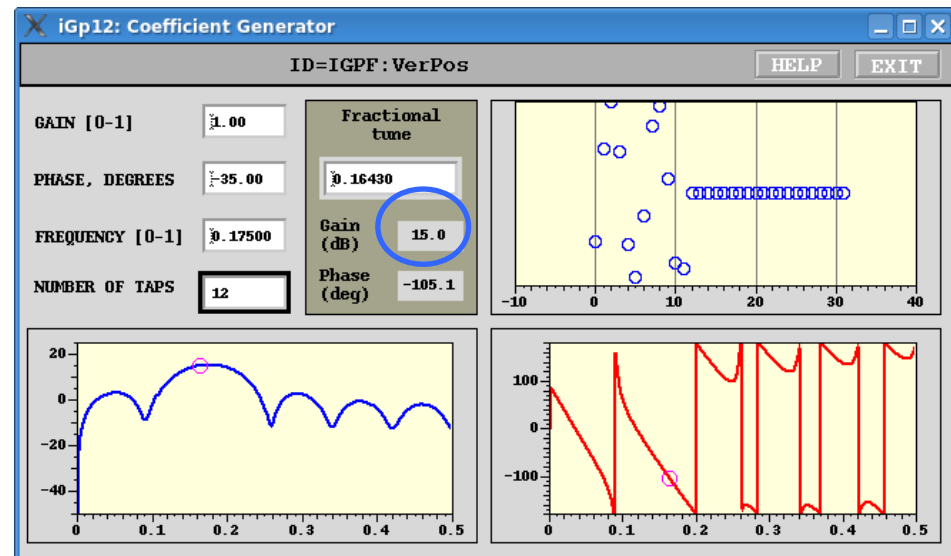 iGp12: Coefficient Generator
ID=IGPF:VerPos
HELP
EXIT
GAIN [0-1]
1.00
PHASE, DEGREES
-35.00
FREQUENCY [0-1]
0.17500
NUMBER OF TAPS
12
Fractional
tune
0.16430
Gain
(dB)
15.0
Phase
(deg)
-105.1
-10 0 10 20 30 40
20
0
-20
-40
0 0.1 0.2 0.3 0.4 0.5
100
0
-100
0 0.1 0.2 0.3 0.4 0.5